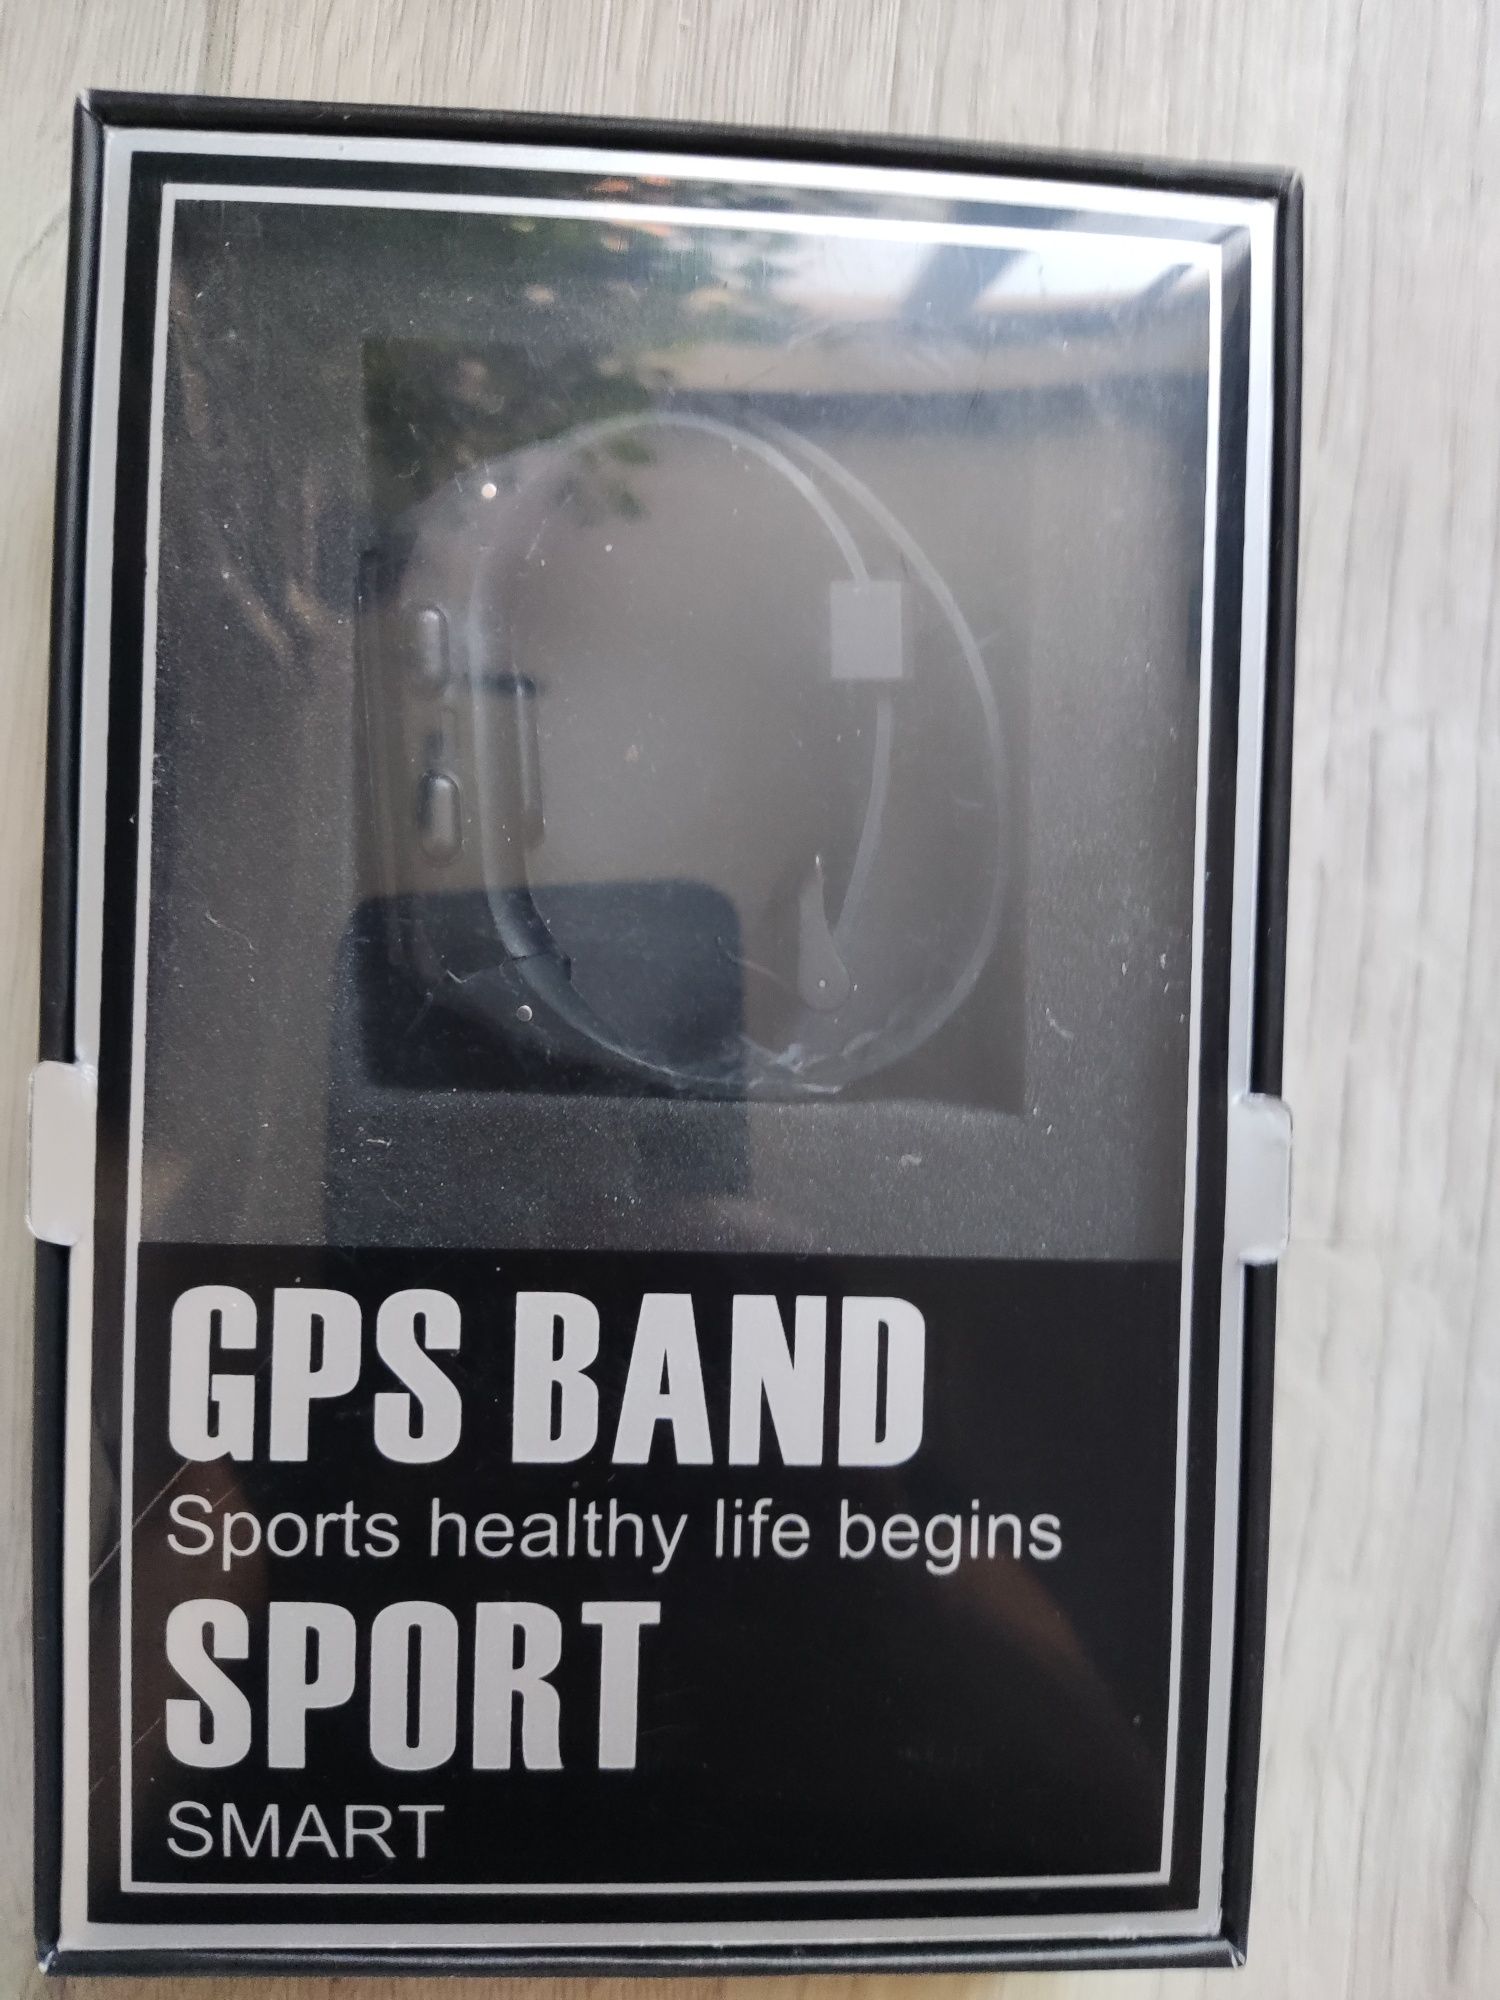 GPS BAND
Sports healthy life begins
SPORT
SMART